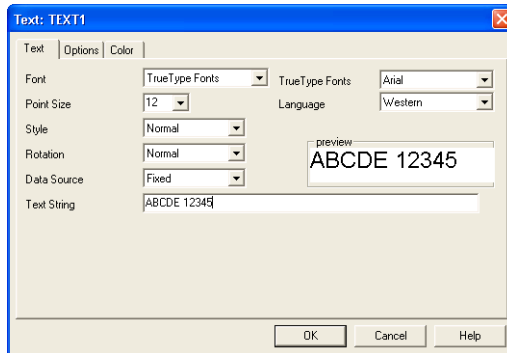 Text: TEXT1
Text Options Color
Font TrueType Fonts TrueType Fonts Arial
Point Size 12 Language Western
Style Normal
Rotation Normal
preview
ABCDE 12345
Data Source Fixed
Text String ABCDE 12345
OK Cancel Help